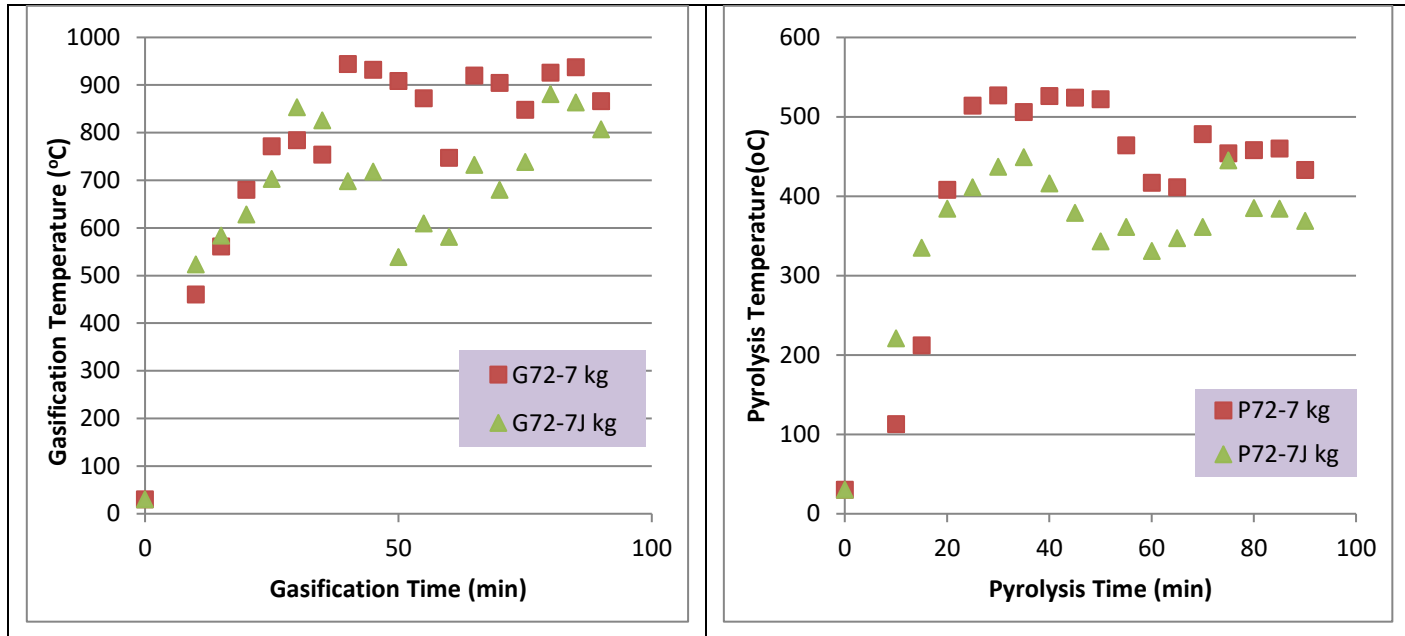 Gasification Temperature (ºC)
1000
900
800
700
600
500
400
300
200
100
0
G72-7 kg
G72-7J kg
0 50 100
Gasification Time (min)
Pyrolysis Temperature(oC)
600
500
400
300
200
100
0
P72-7 kg
P72-7J kg
0 20 40 60 80 100
Pyrolysis Time (min)